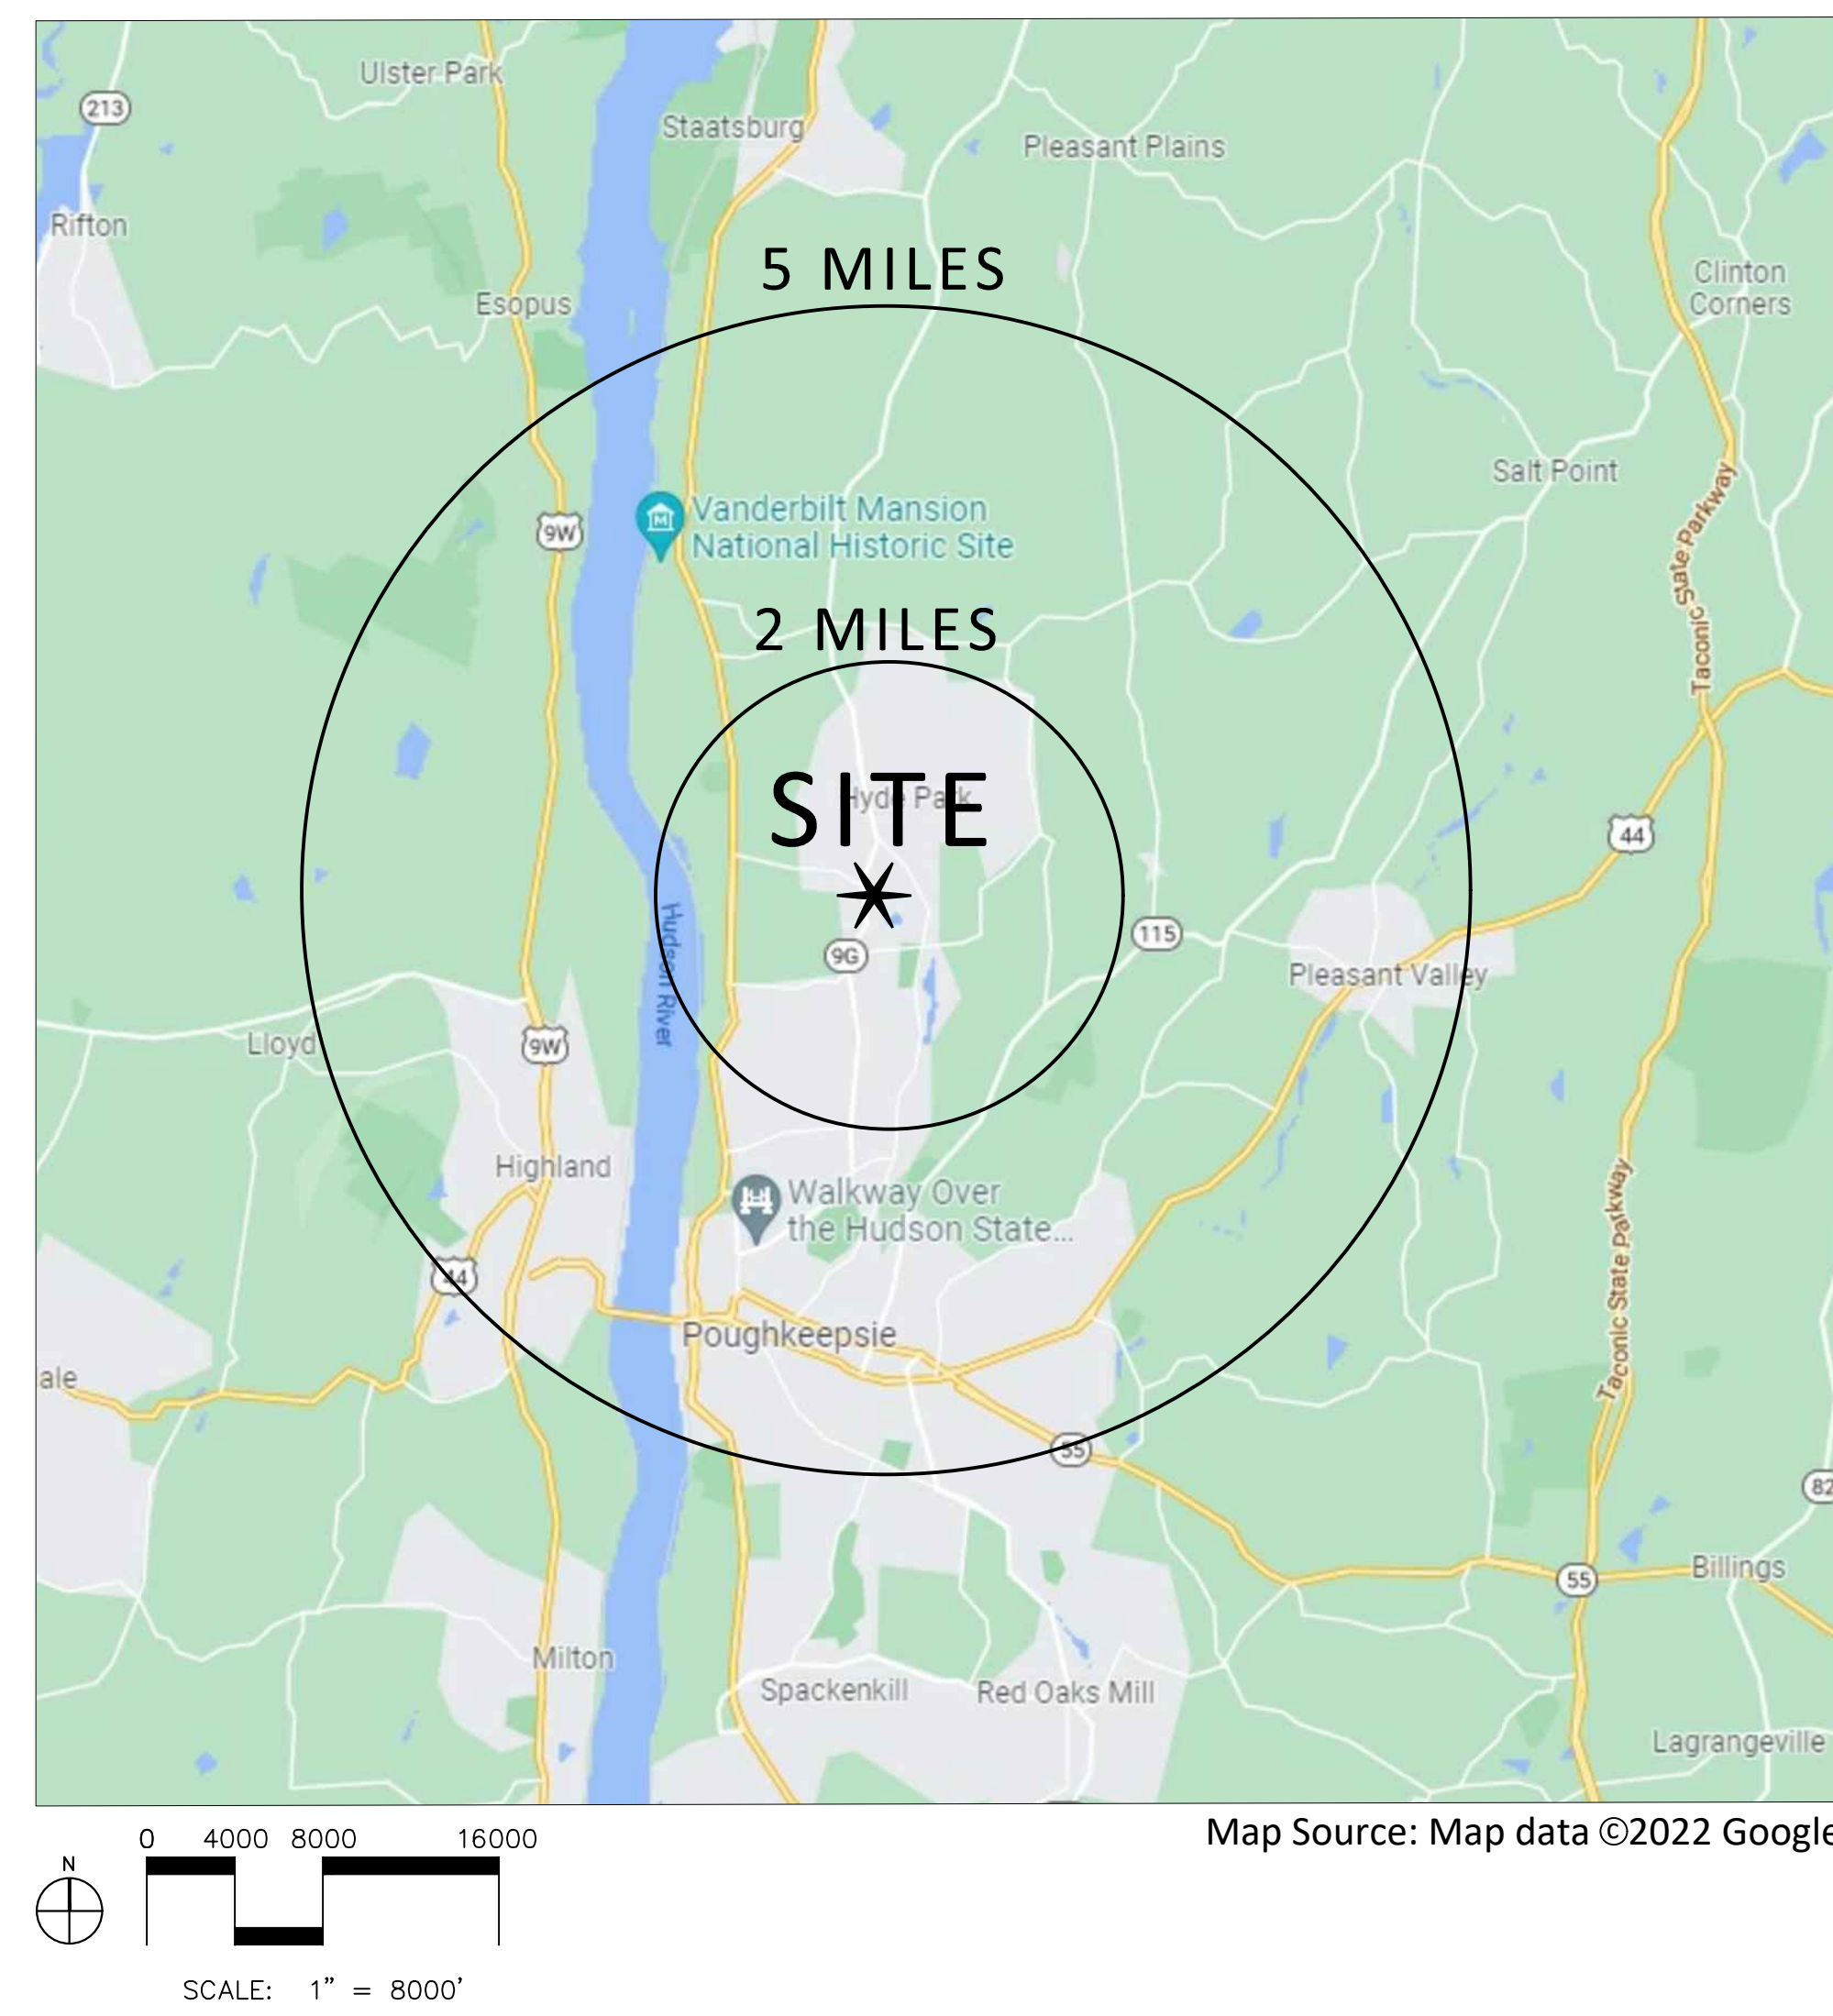 Ulster Park
213
Staatsburg
Pleasant Plains
Rifton
5 MILES
Clinton
Corners
Esopus
Salt Point
Vanderbilt Mansion
National Historic Site
9W
Taconic State Parkway
2 MILES
SITE
Hyde Park
44
Hudson River
115
9G
Pleasant Valley
Lloyd
9W
Highland
Walkway Over
the Hudson State...
Taconic State Parkway
44
Poughkeepsie
ale
55
82
Billings
55
Milton
Spackenkill
Red Oaks Mill
Lagrangeville
Map Source: Map data ©2022 Google
0 4000 8000 16000
N
SCALE: 1" = 8000'